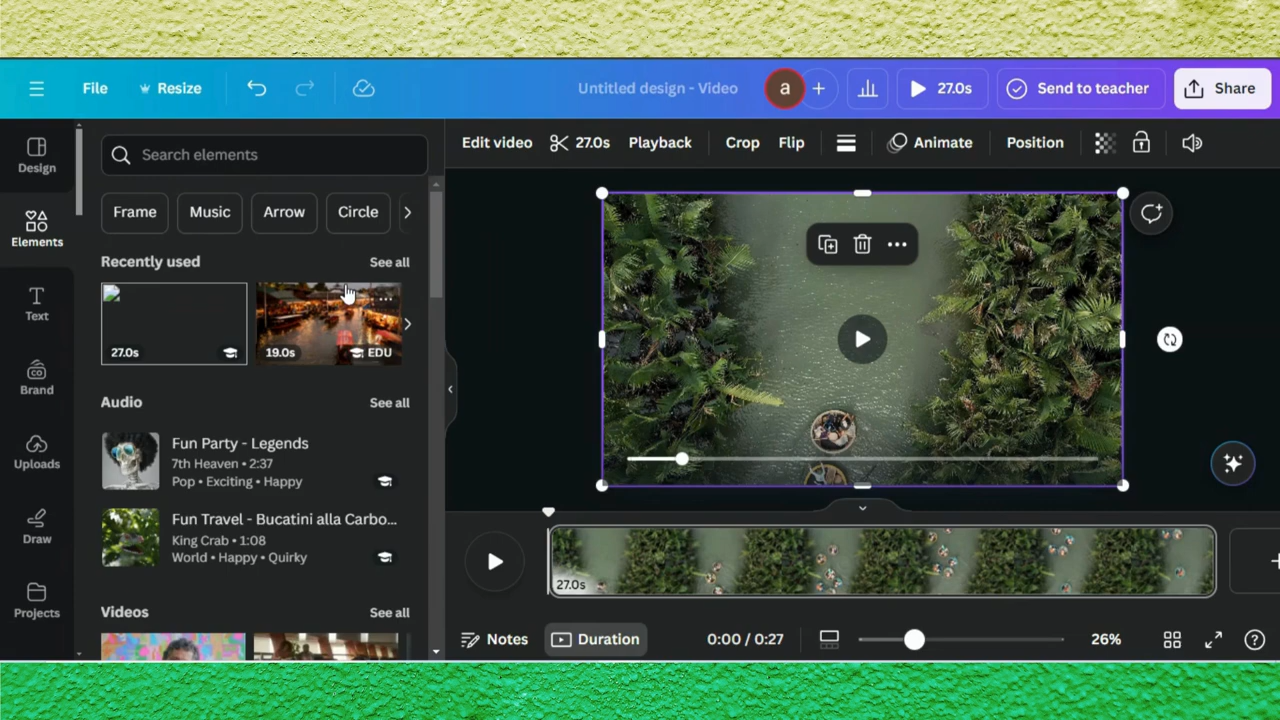 File Resize Untitled design - Video a 27.0s Send to teacher Share
Edit video 27.0s Playback Crop Flip Animate Position
Design
Elements
Text
Brand
CO
Uploads
Draw
Projects
Search elements
Frame Music Arrow Circle
Recently used See all
27.0s 19.0s EDU
Audio See all
Fun Party - Legends
7th Heaven • 2:37
Pop • Exciting • Happy
Fun Travel - Bucatini alla Carbo...
King Crab • 1:08
World • Happy • Quirky
Videos See all
27.0s
Notes Duration 0:00 / 0:27 26%